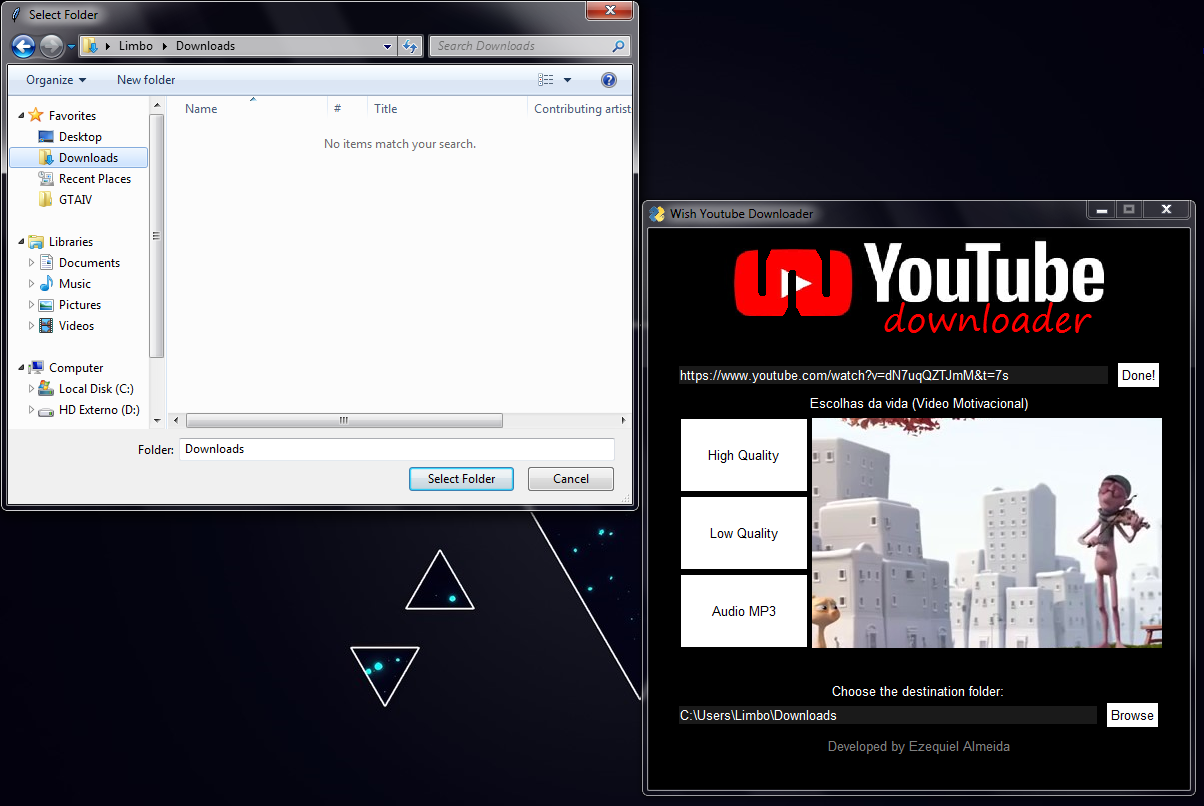 Select Folder
Limbo Downloads
Search Downloads
Organize New folder
Favorites
Desktop
Downloads
Recent Places
GTAIV
Libraries
Documents
Music
Pictures
Videos
Computer
Local Disk (C:)
HD Externo (D:)
Name # Title Contributing artist
No items match your search.
Folder: Downloads
Select Folder Cancel
Wish Youtube Downloader
YouTube
downloader
https://www.youtube.com/watch?v=dN7uqQZTJmM&t=7s Done!
Escolhas da vida (Video Motivacional)
High Quality
Low Quality
Audio MP3
Choose the destination folder:
C:\Users\Limbo\Downloads Browse
Developed by Ezequiel Almeida